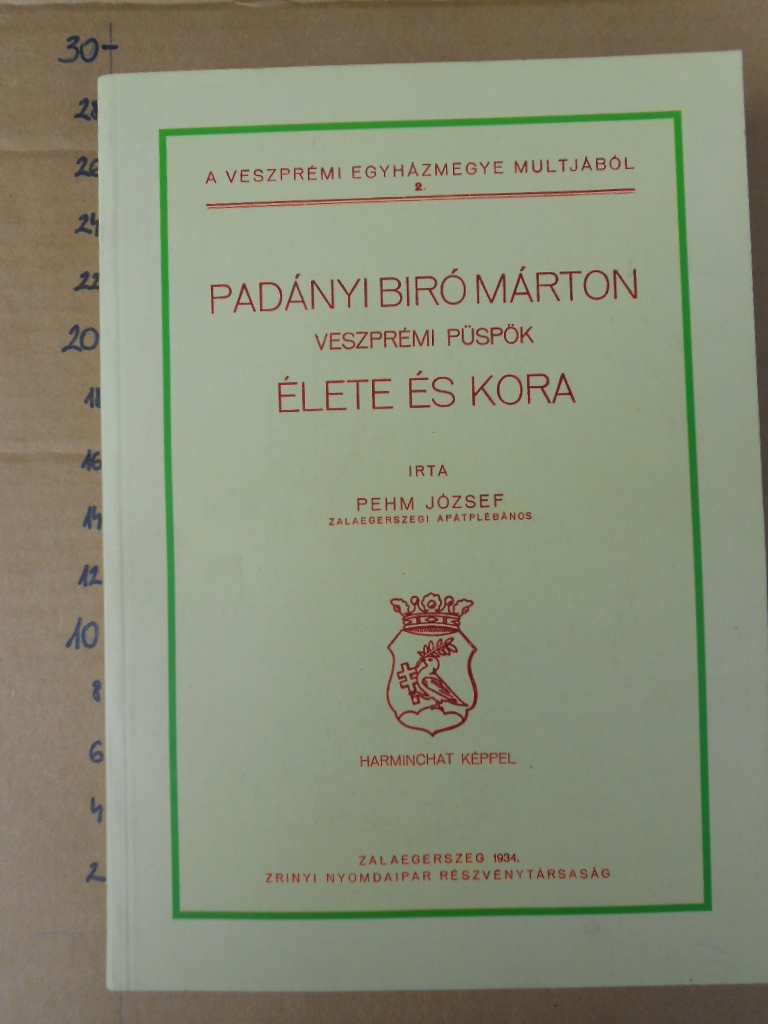 30-
28
26
24
22
20
18
16
14
12
10
8
6
4
2
A VESZPRÉMI EGYHÁZMEGYE MULTJÁBÓL
2.
PADÁNYI BIRÓ MÁRTON
VESZPRÉMI PÜSPÖK
ÉLETE ÉS KORA
IRTA
PEHM JÓZSEF
ZALAEGERSZEGI APÁTPLÉBÁNOS
HARMINCHAT KÉPPEL
ZALAEGERSZEG 1934.
ZRINYI NYOMDAIPAR RÉSZVÉNYTÁRSASÁG